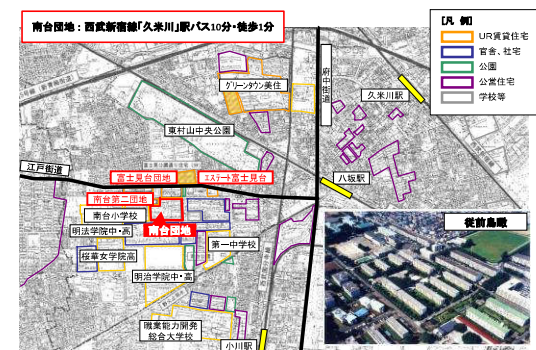 南台団地：西武新宿線「久米川」駅バス10分・徒歩1分
[凡 例]
UR賃貸住宅
官舎、社宅
公園
公営住宅
学校等
グリーンタウン美住
府中街道
久米川駅
東村山中央公園
江戸街道
富士見台団地
エステート富士見台
八坂駅
南台第二団地
南台小学校
明法学院中・高
南台団地
第一中学校
桜華女学院高
明治学院中・高
職業能力開発
総合大学校
小川駅
従前鳥瞰